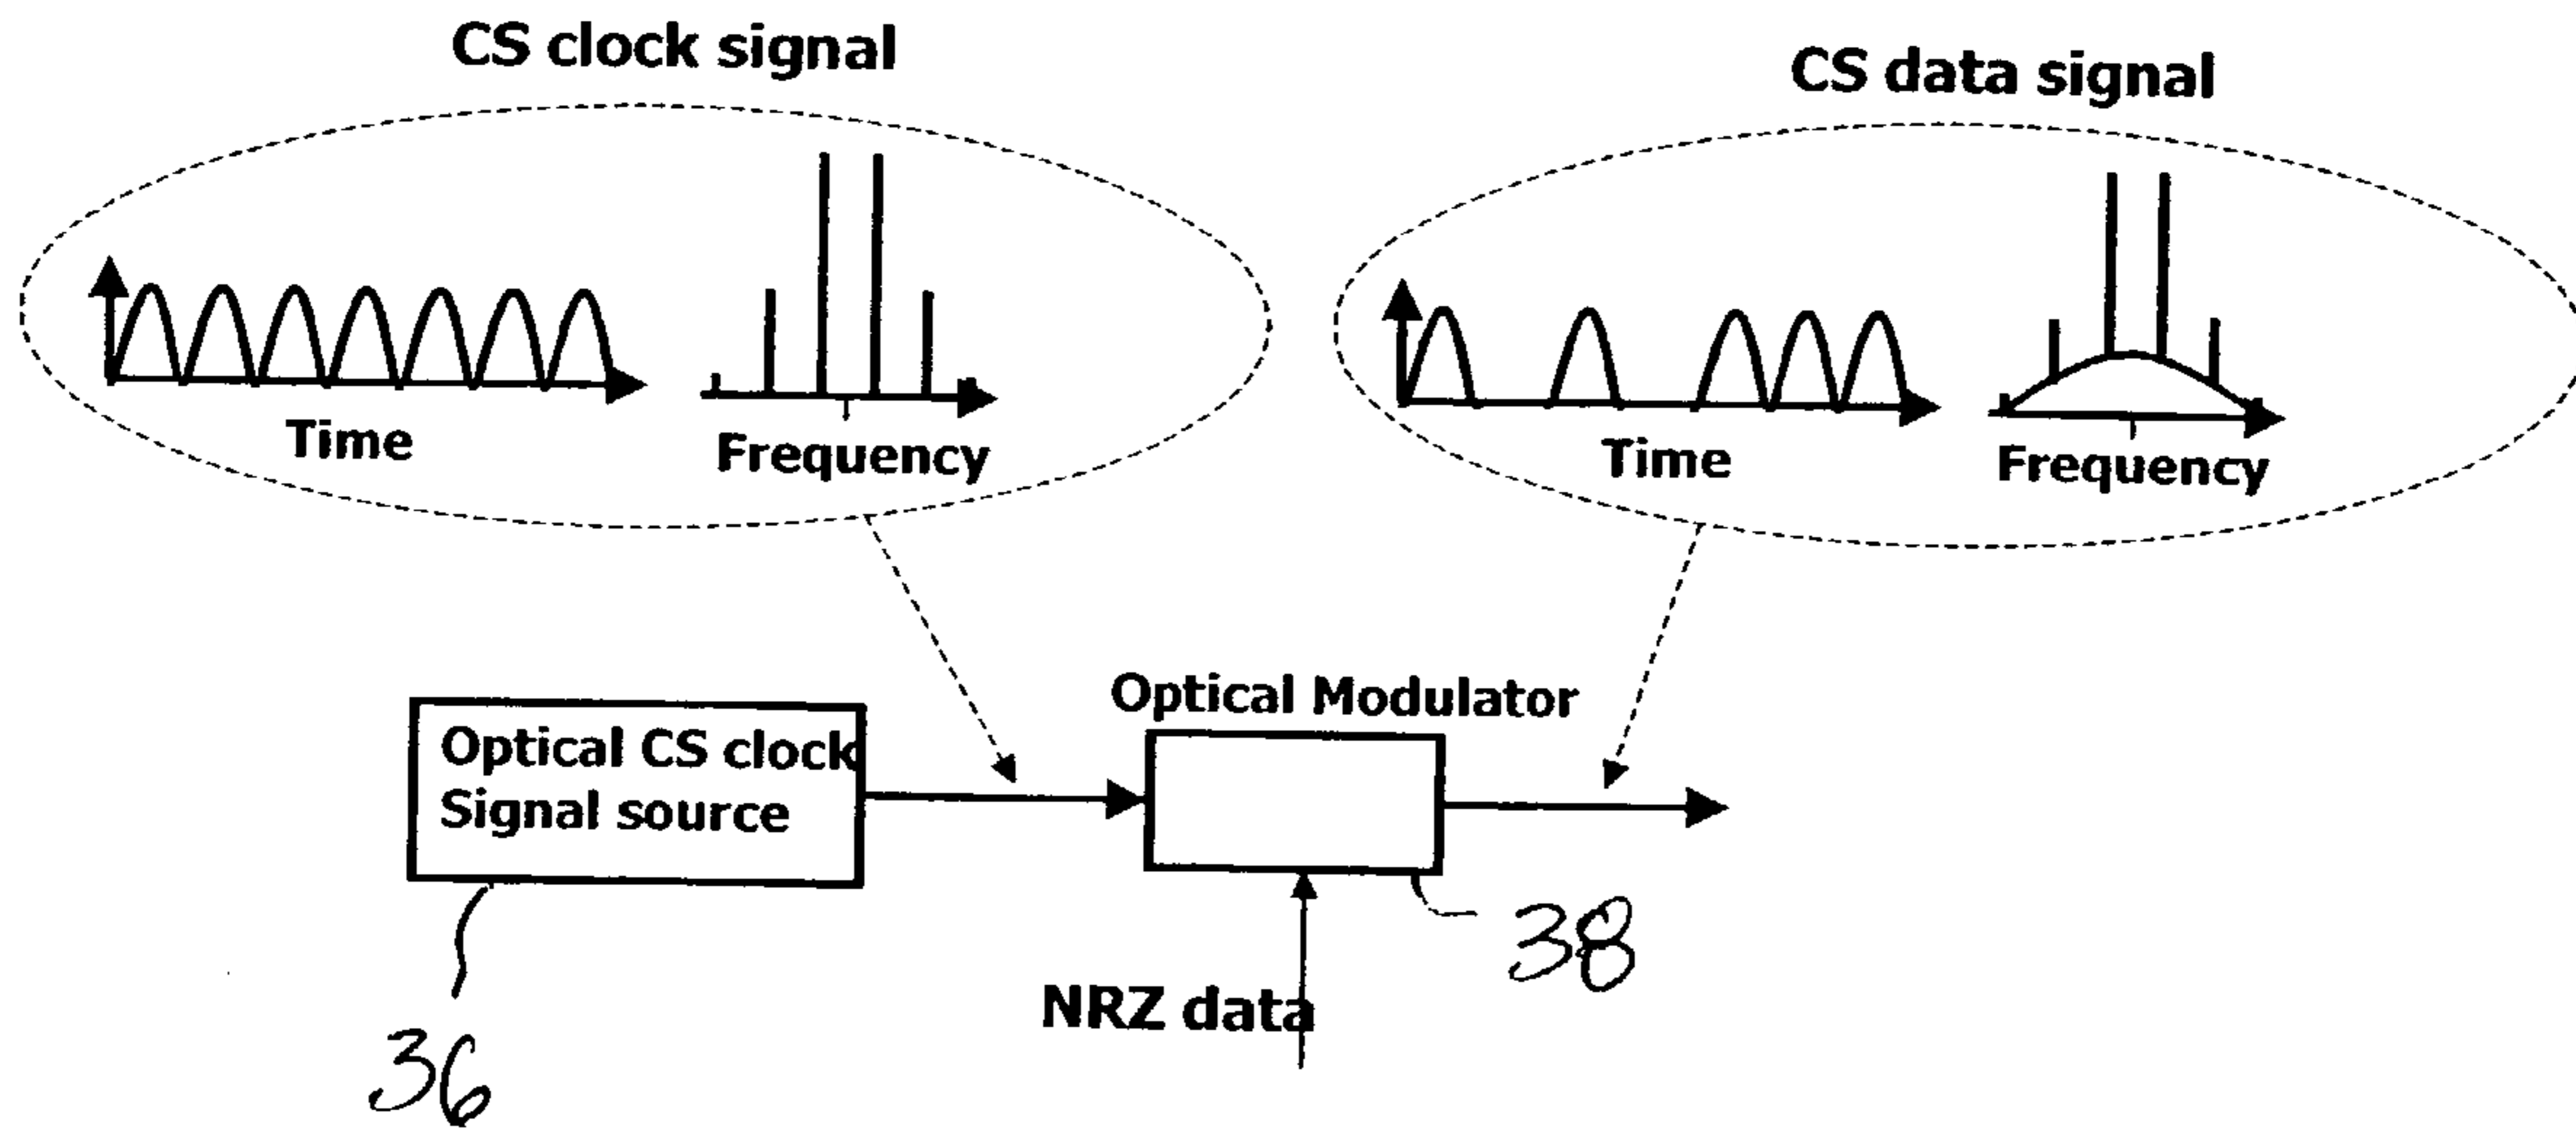 CS clock signal
CS data signal
Time
Frequency
Time
Frequency
Optical CS clock
Signal source
Optical Modulator
NRZ data
38
36